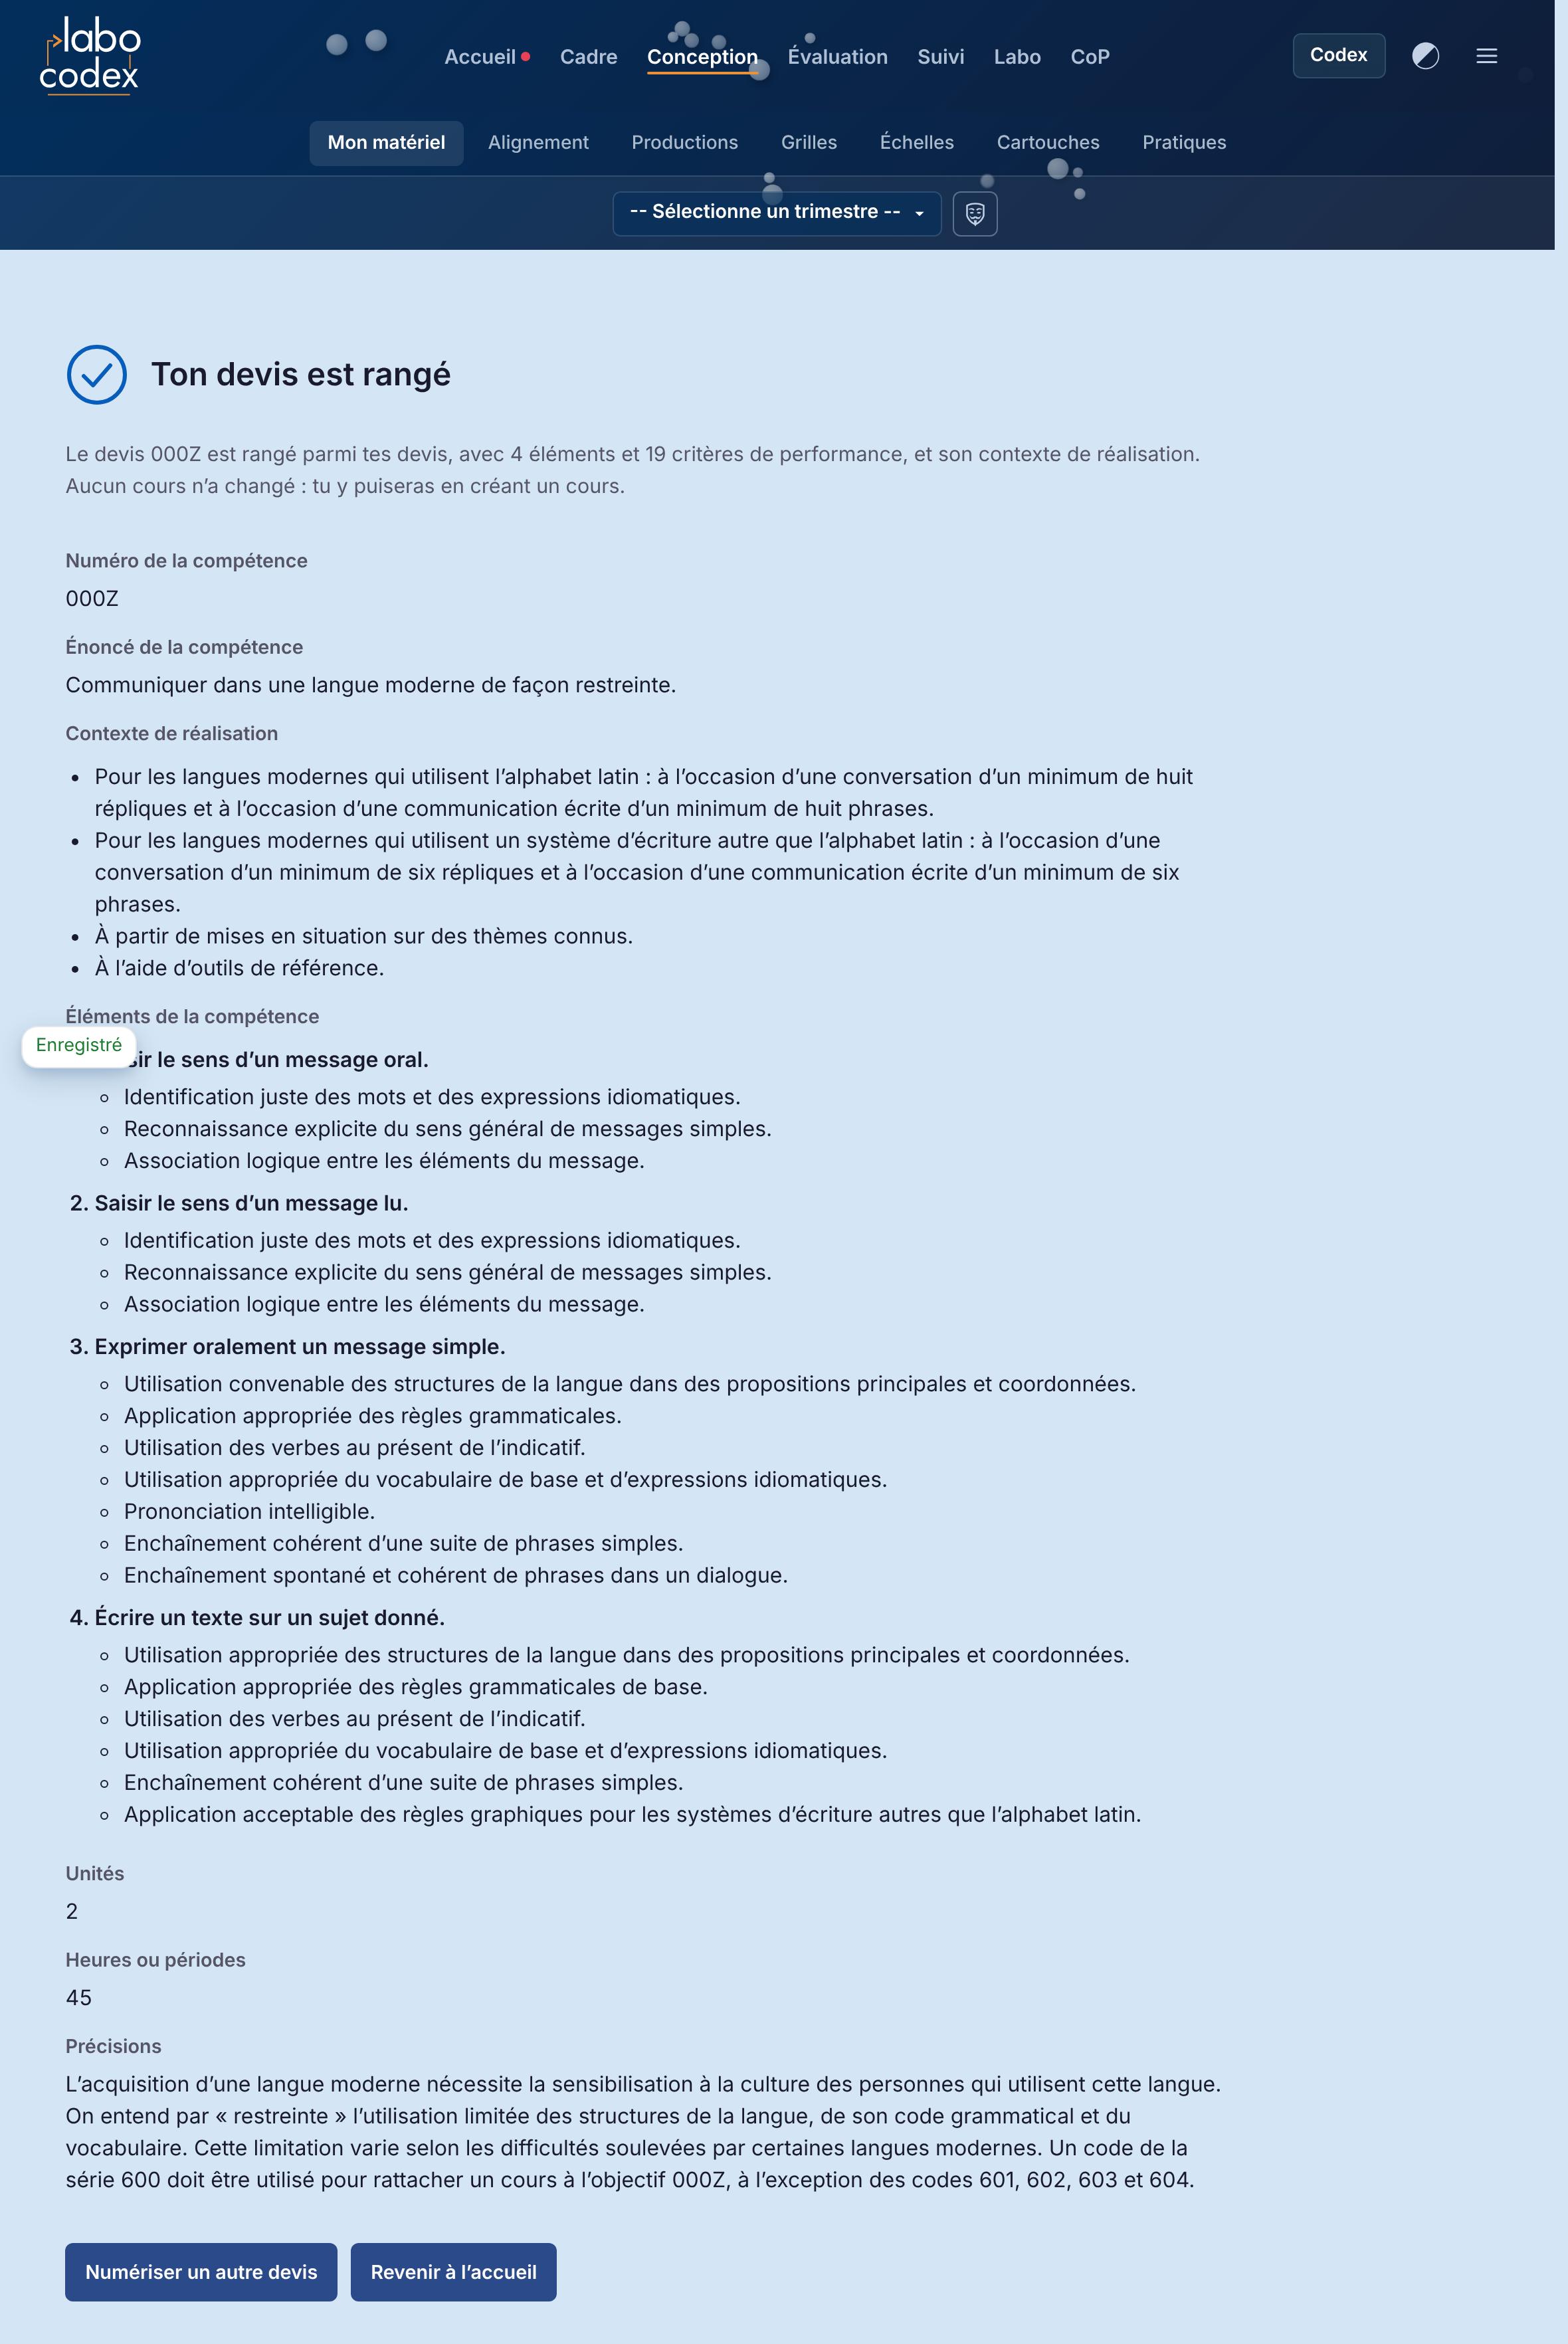 labo
codex
Accueil Cadre Conception Évaluation Suivi Labo CoP
Codex
Mon matériel Alignement Productions Grilles Échelles Cartouches Pratiques
-- Sélectionne un trimestre --
Ton devis est rangé
Le devis 000Z est rangé parmi tes devis, avec 4 éléments et 19 critères de performance, et son contexte de réalisation.
Aucun cours n’a changé : tu y puiseras en créant un cours.
Numéro de la compétence
000Z
Énoncé de la compétence
Communiquer dans une langue moderne de façon restreinte.
Contexte de réalisation
• Pour les langues modernes qui utilisent l’alphabet latin : à l’occasion d’une conversation d’un minimum de huit
répliques et à l’occasion d’une communication écrite d’un minimum de huit phrases.
• Pour les langues modernes qui utilisent un système d’écriture autre que l’alphabet latin : à l’occasion d’une
conversation d’un minimum de six répliques et à l’occasion d’une communication écrite d’un minimum de six
phrases.
• À partir de mises en situation sur des thèmes connus.
• À l’aide d’outils de référence.
Éléments de la compétence
Enregistré
sir le sens d’un message oral.
◦ Identification juste des mots et des expressions idiomatiques.
◦ Reconnaissance explicite du sens général de messages simples.
◦ Association logique entre les éléments du message.
2. Saisir le sens d’un message lu.
◦ Identification juste des mots et des expressions idiomatiques.
◦ Reconnaissance explicite du sens général de messages simples.
◦ Association logique entre les éléments du message.
3. Exprimer oralement un message simple.
◦ Utilisation convenable des structures de la langue dans des propositions principales et coordonnées.
◦ Application appropriée des règles grammaticales.
◦ Utilisation des verbes au présent de l’indicatif.
◦ Utilisation appropriée du vocabulaire de base et d’expressions idiomatiques.
◦ Prononciation intelligible.
◦ Enchaînement cohérent d’une suite de phrases simples.
◦ Enchaînement spontané et cohérent de phrases dans un dialogue.
4. Écrire un texte sur un sujet donné.
◦ Utilisation appropriée des structures de la langue dans des propositions principales et coordonnées.
◦ Application appropriée des règles grammaticales de base.
◦ Utilisation des verbes au présent de l’indicatif.
◦ Utilisation appropriée du vocabulaire de base et d’expressions idiomatiques.
◦ Enchaînement cohérent d’une suite de phrases simples.
◦ Application acceptable des règles graphiques pour les systèmes d’écriture autres que l’alphabet latin.
Unités
2
Heures ou périodes
45
Précisions
L’acquisition d’une langue moderne nécessite la sensibilisation à la culture des personnes qui utilisent cette langue.
On entend par « restreinte » l’utilisation limitée des structures de la langue, de son code grammatical et du
vocabulaire. Cette limitation varie selon les difficultés soulevées par certaines langues modernes. Un code de la
série 600 doit être utilisé pour rattacher un cours à l’objectif 000Z, à l’exception des codes 601, 602, 603 et 604.
Numériser un autre devis Revenir à l’accueil